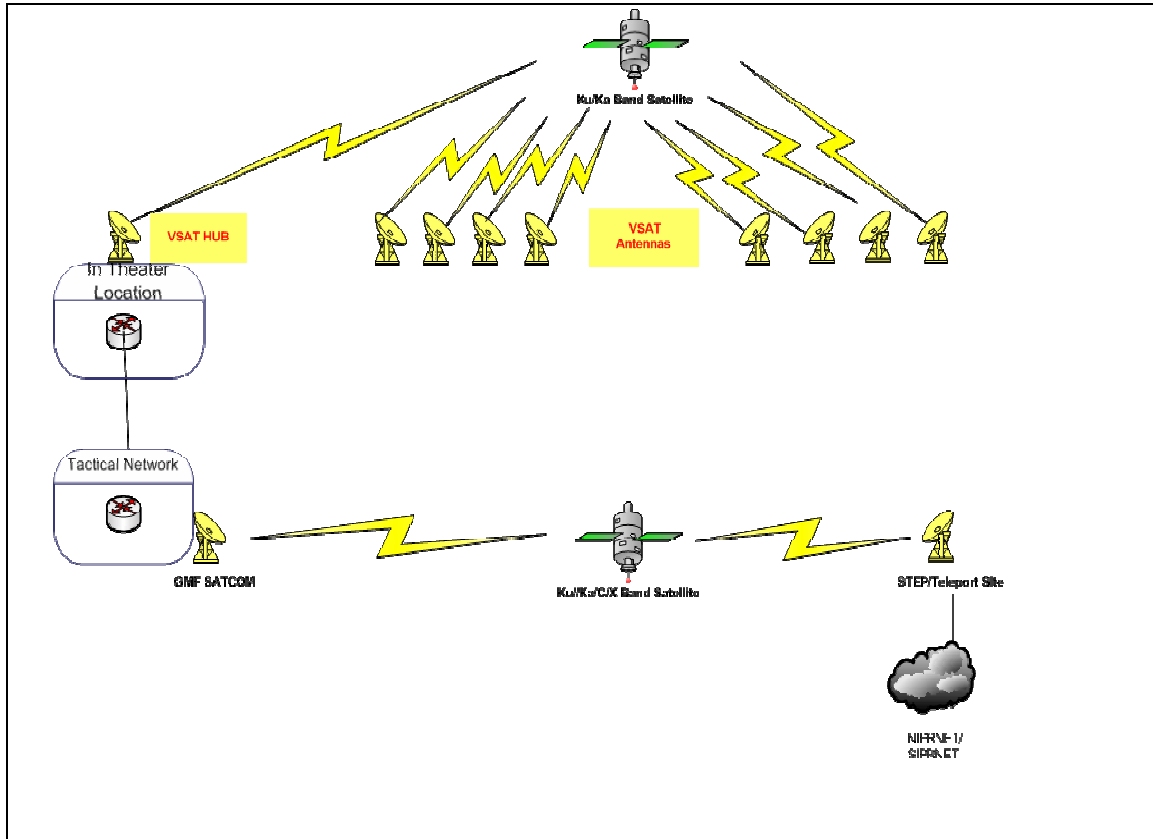 Ku/Ka Band Satellite
VSAT HUB
VSAT
Antennas
In Theater
Location
Tactical Network
GMF SATCOM
Ku//Ka/C/X Band Satellite
STEP/Teleport Site
NIPRNET/
SIPRNET